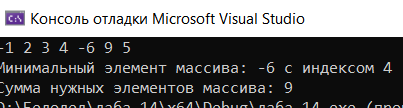 Консоль отладки Microsoft Visual Studio
-1 2 3 4 -6 9 5
Минимальный элемент массива: -6 с индексом 4
Сумма нужных элементов массива: 9